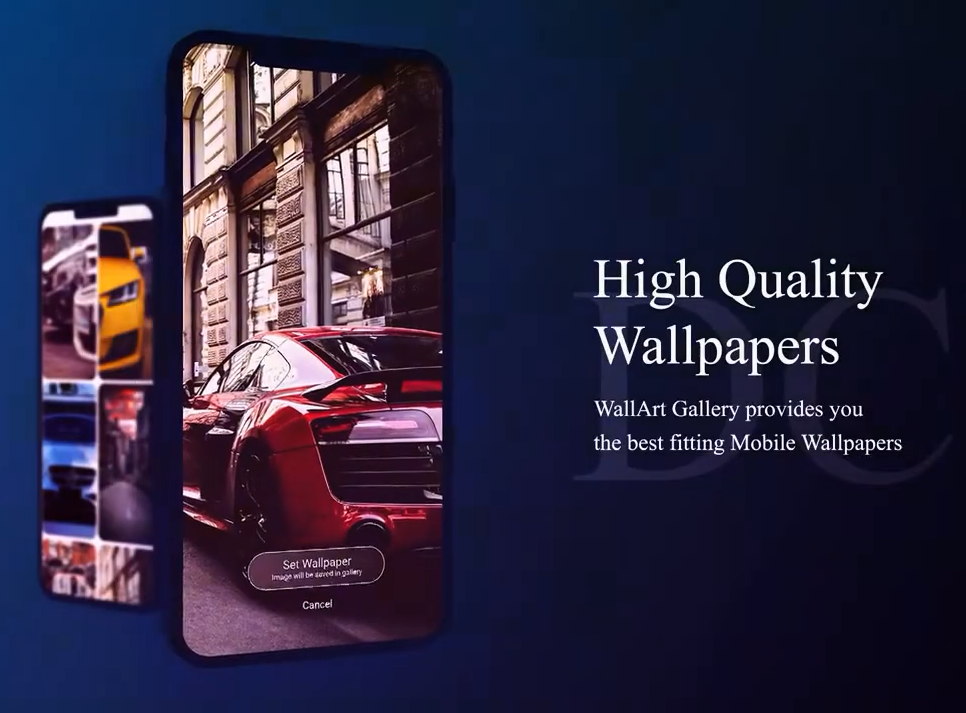 High Quality
Wallpapers
WallArt Gallery provides you
the best fitting Mobile Wallpapers
DC
Set Wallpaper
Image will be saved in gallery
Cancel